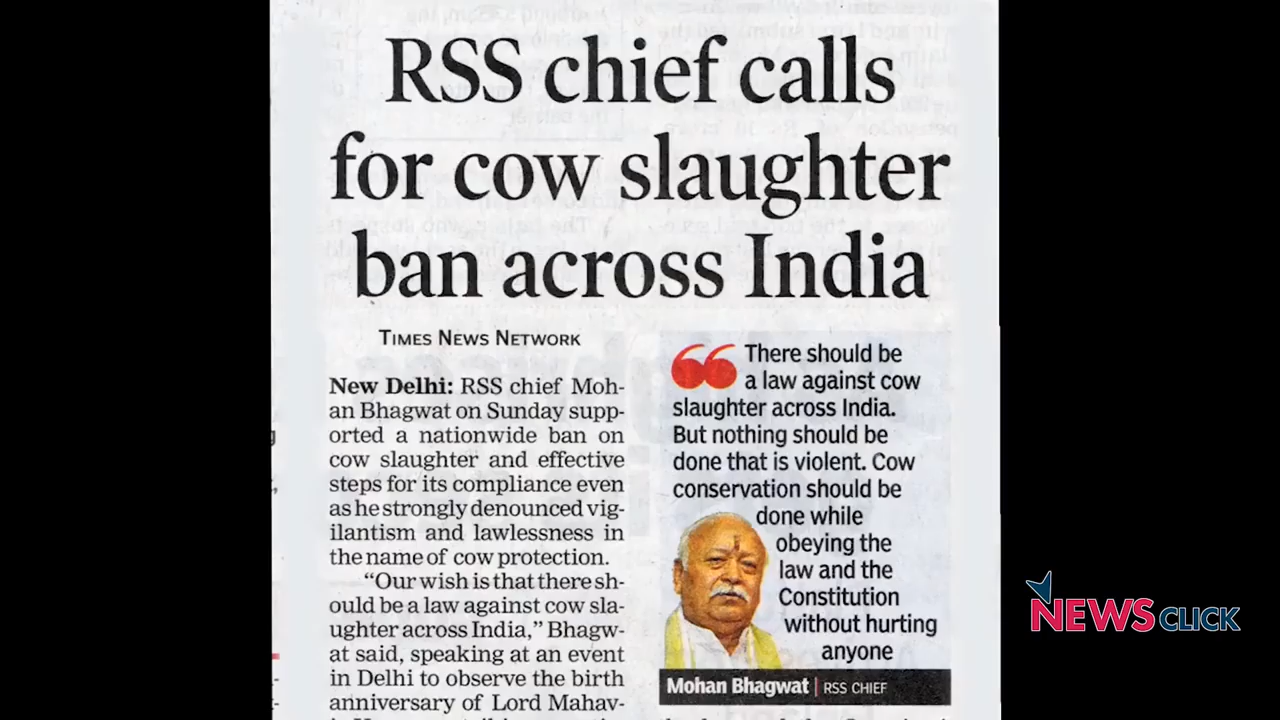 RSS chief calls
for cow slaughter
ban across India
TIMES NEWS NETWORK
New Delhi: RSS chief Moh-
an Bhagwat on Sunday supp-
orted a nationwide ban on
cow slaughter and effective
steps for its compliance even
as he strongly denounced vig-
ilantism and lawlessness in
the name of cow protection.
“Our wish is that there sh-
ould be a law against cow sla-
ughter across India,” Bhagw-
at said, speaking at an event
in Delhi to observe the birth
anniversary of Lord Mahav-
“ There should be
a law against cow
slaughter across India.
But nothing should be
done that is violent. Cow
conservation should be
done while
obeying the
law and the
Constitution
without hurting
anyone
Mohan Bhagwat | RSS CHIEF
NEWSCLICK